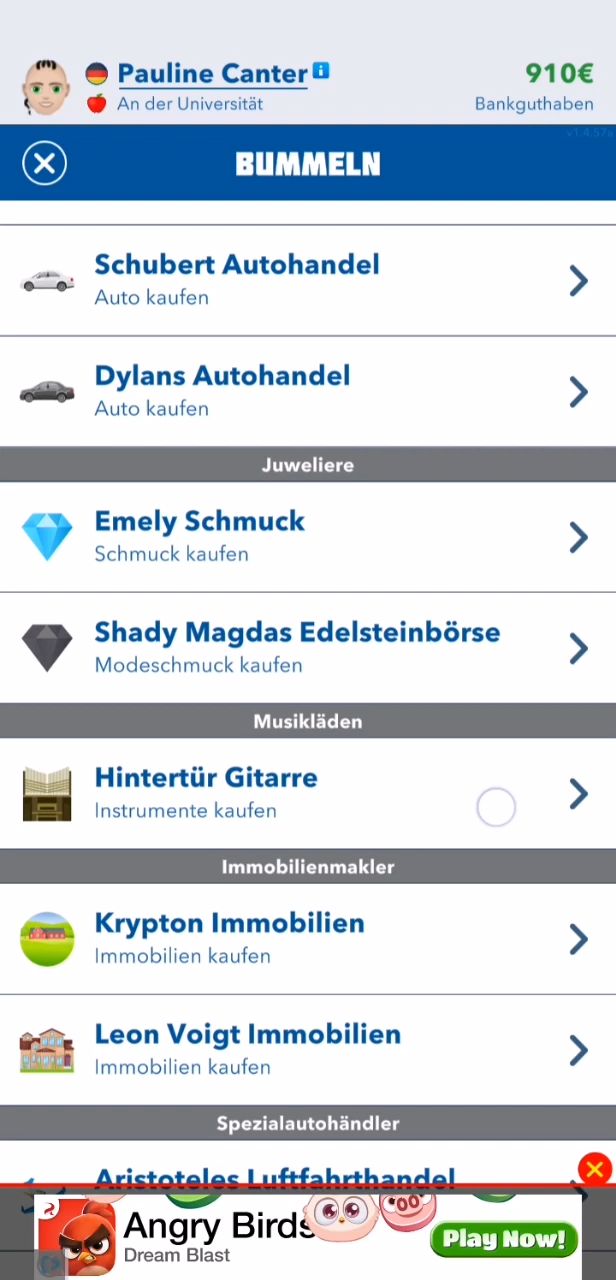 Pauline Canter
910€
An der Universität
Bankguthaben
v1.4.57a
BUMMELN
Schubert Autohandel
Auto kaufen
Dylans Autohandel
Auto kaufen
Juweliere
Emely Schmuck
Schmuck kaufen
Shady Magdas Edelsteinbörse
Modeschmuck kaufen
Musikläden
Hintertür Gitarre
Instrumente kaufen
Immobilienmakler
Krypton Immobilien
Immobilien kaufen
Leon Voigt Immobilien
Immobilien kaufen
Spezialautohändler
Aristoteles Luftfahrthandel
Angry Birds
Dream Blast
Play Now!